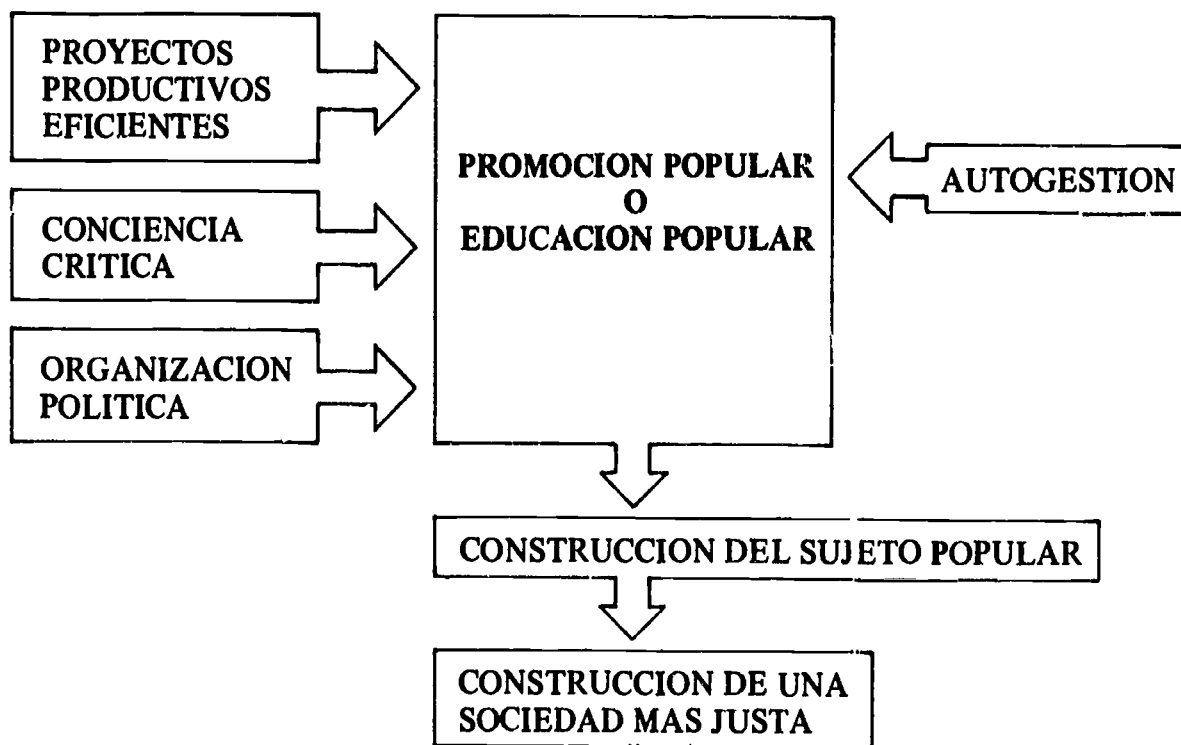 PROYECTOS
PRODUCTIVOS
EFICIENTES
CONCIENCIA
CRITICA
ORGANIZACION
POLITICA
PROMOCION POPULAR
O
EDUCACION POPULAR
AUTOGESTION
CONSTRUCCION DEL SUJETO POPULAR
CONSTRUCCION DE UNA
SOCIEDAD MAS JUSTA